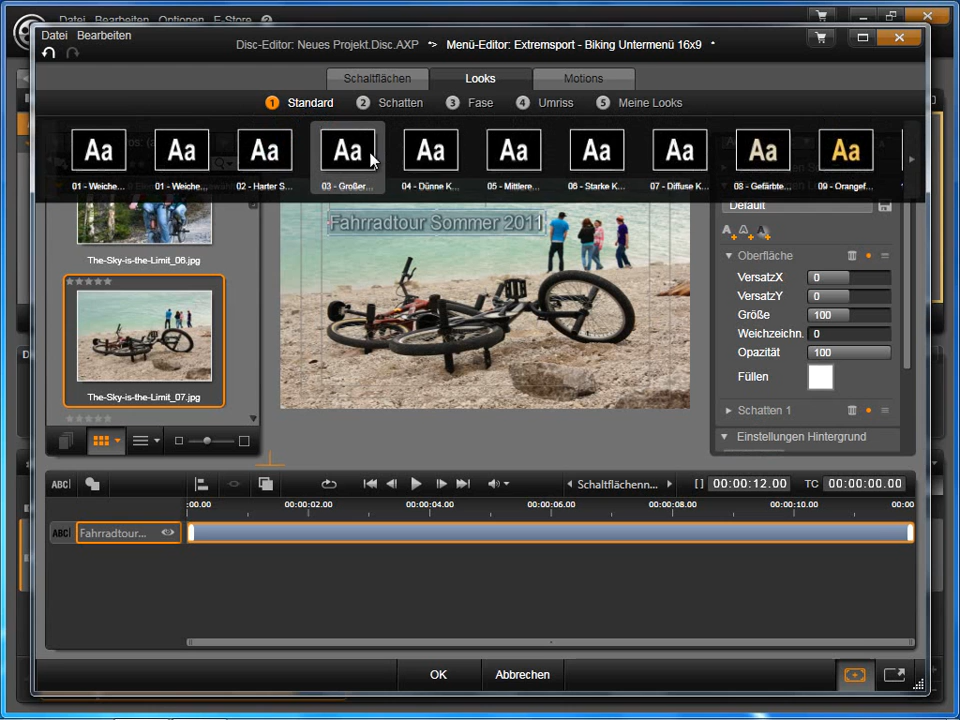 Datei Bearbeiten Optionen E-Store
Datei Bearbeiten
Disc-Editor: Neues Projekt.Disc.AXP *> Menü-Editor: Extremsport - Biking Untermenü 16x9 *
Schaltflächen Looks Motions
1 Standard 2 Schatten 3 Fase 4 Umriss 5 Meine Looks
Aa Aa Aa Aa Aa Aa Aa Aa Aa Aa
01 - Weiche... 01 - Weiche... 02 - Harter S... 03 - Großer... 04 - Dünne K... 05 - Mittlere... 06 - Starke K... 07 - Diffuse K... 08 - Gefärbte... 09 - Orangef...
Default
Fahrradtour Sommer 2011
The-Sky-is-the-Limit_06.jpg
The-Sky-is-the-Limit_07.jpg
Oberfläche
VersatzX 0
VersatzY 0
Größe 100
Weichzeichn. 0
Opazität 100
Füllen
Schatten 1
Einstellungen Hintergrund
ABC Schaltflächenn... [] 00:00:12.00 TC 00:00:00.00
:00.00 00:00:02.00 00:00:04.00 00:00:06.00 00:00:08.00 00:00:10.00 00:00
ABC Fahrradtour...
OK Abbrechen